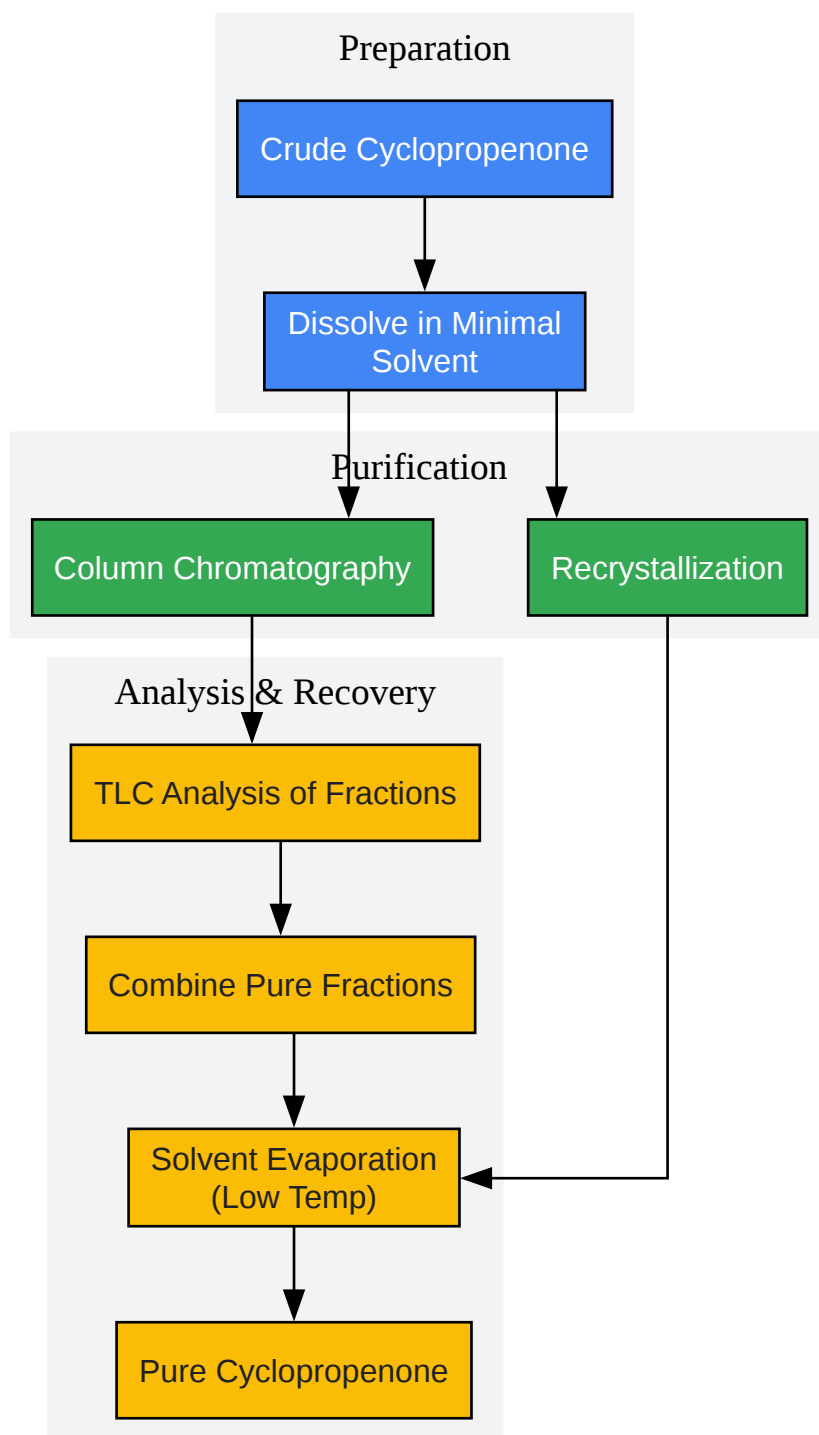 Preparation
Crude Cyclopropenone
Dissolve in Minimal
Solvent
Purification
Column Chromatography
Recrystallization
Analysis & Recovery
TLC Analysis of Fractions
Combine Pure Fractions
Solvent Evaporation
(Low Temp)
Pure Cyclopropenone